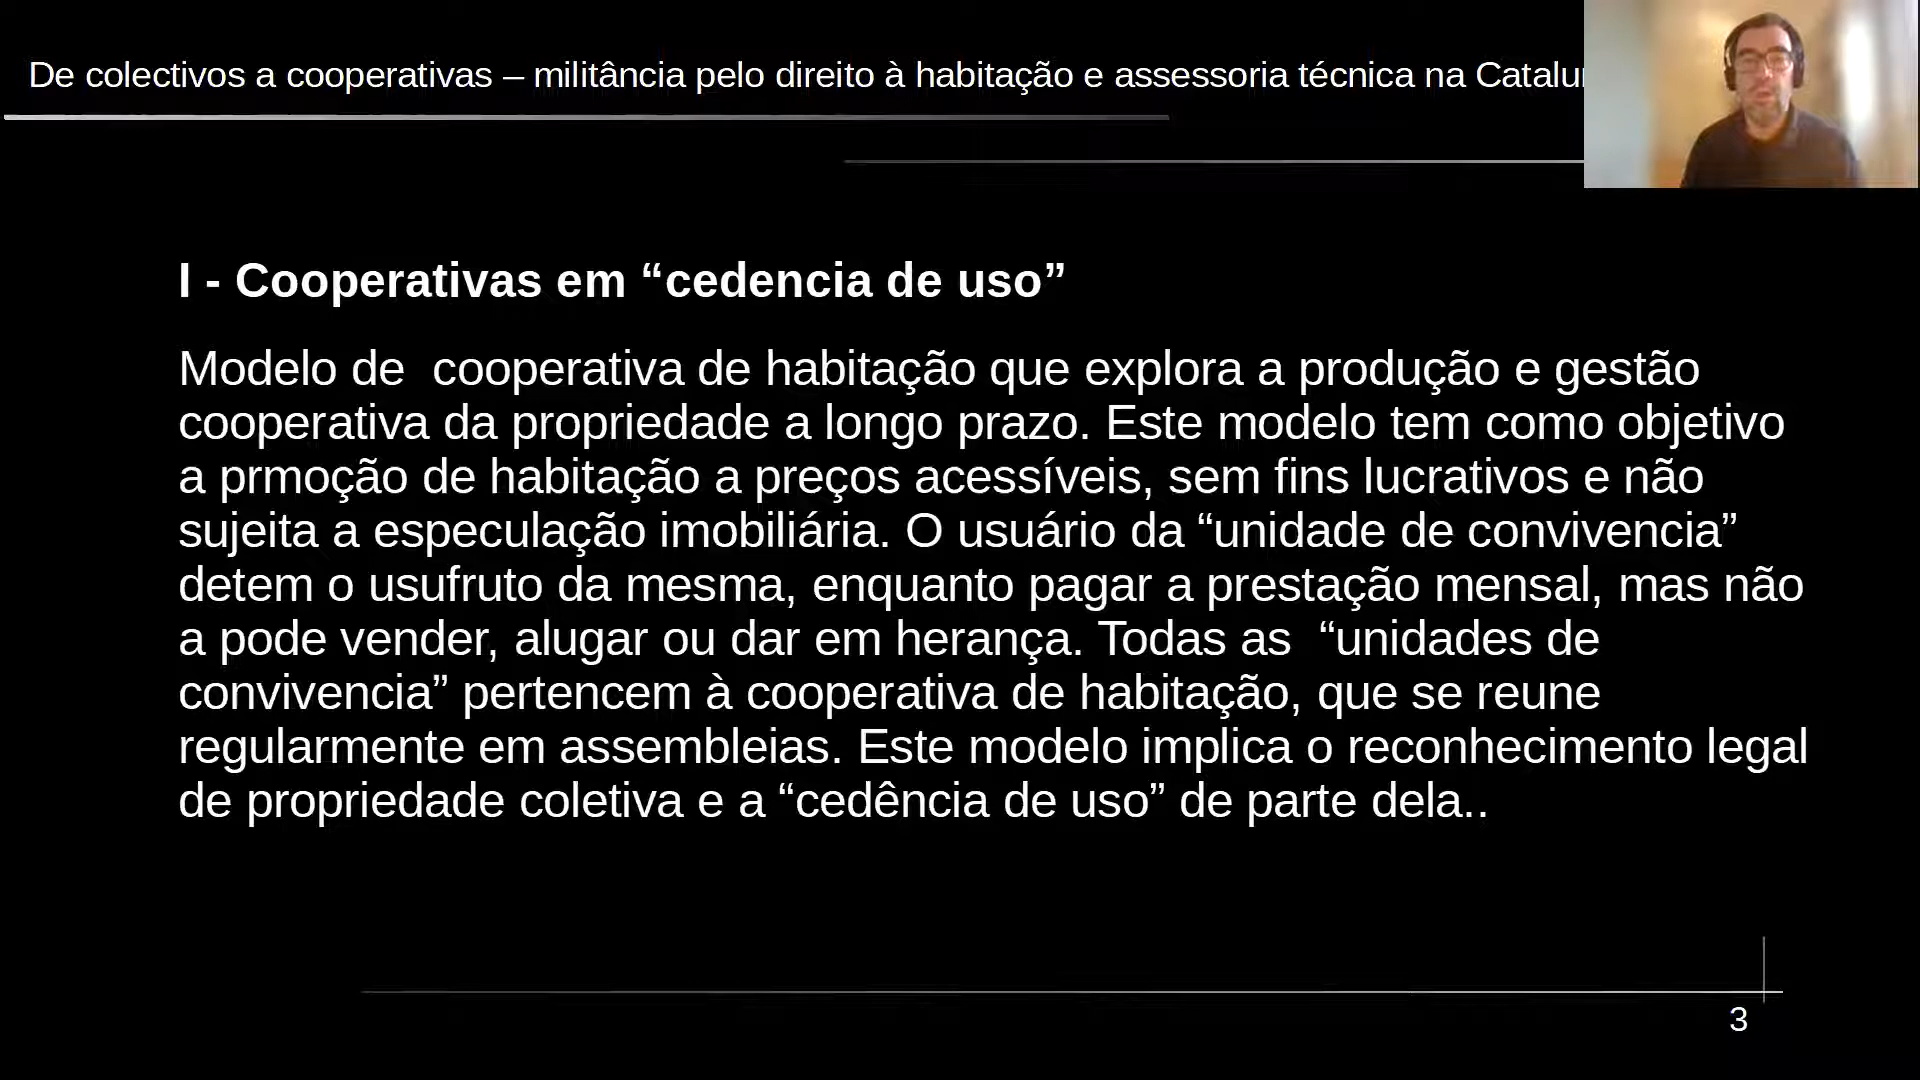 De colectivos a cooperativas – militância pelo direito à habitação e assessoria técnica na
I - Cooperativas em “cedencia de uso”
Modelo de  cooperativa de habitação que explora a produção e gestão
cooperativa da propriedade a longo prazo. Este modelo tem como objetivo
a prmoção de habitação a preços acessíveis, sem fins lucrativos e não
sujeita a especulação imobiliária. O usuário da “unidade de convivencia”
detem o usufruto da mesma, enquanto pagar a prestação mensal, mas não
a pode vender, alugar ou dar em herança. Todas as  “unidades de
convivencia” pertencem à cooperativa de habitação, que se reune
regularmente em assembleias. Este modelo implica o reconhecimento legal
de propriedade coletiva e a “cedência de uso” de parte dela..
3